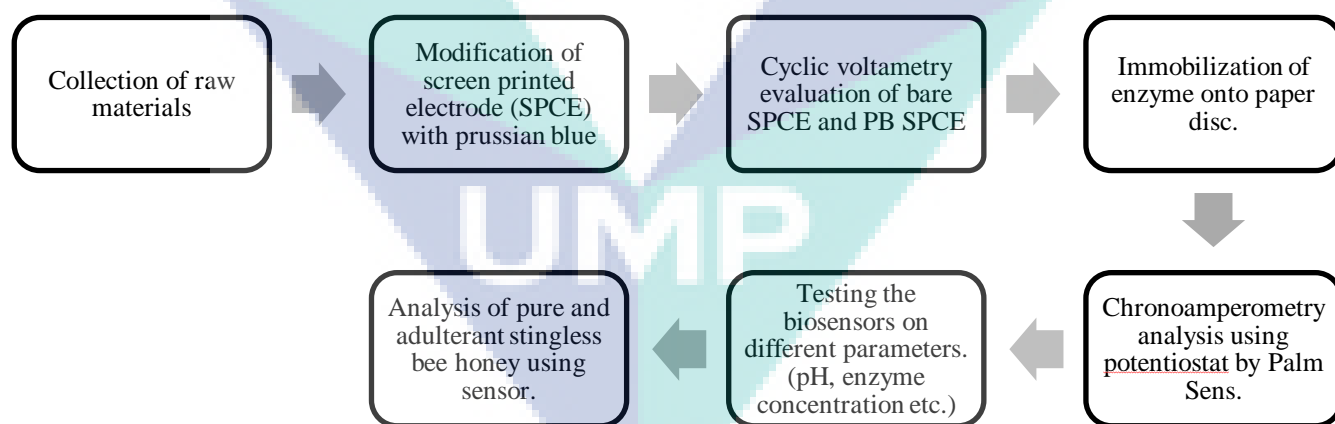 Collection of raw
materials
Modification of
screen printed
electrode (SPCE)
with prussian blue
Cyclic voltametry
evaluation of bare
SPCE and PB SPCE
Immobilization of
enzyme onto paper
disc.
Chronoamperometry
analysis using
potentiostat by Palm
Sens.
Testing the
biosensors on
different parameters.
(pH, enzyme
concentration etc.)
Analysis of pure and
adulterant stingless
bee honey using
sensor.
UMP